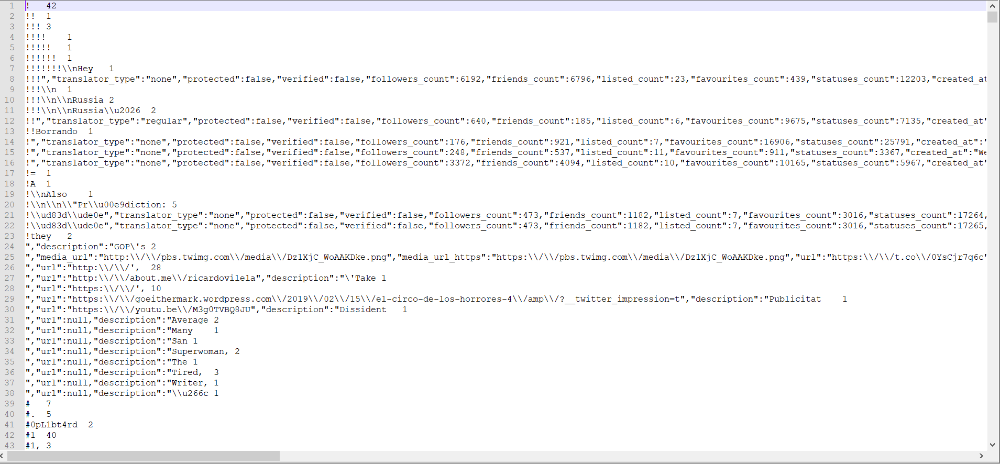 1 ! 42
2 !! 1
3 !!! 3
4 !!!! 1
5 !!!!! 1
6 !!!!!! 1
7 !!!!!!!\\nHey 1
8 !!!","translator_type":"none","protected":false,"verified":false,"followers_count":6192,"friends_count":6796,"listed_count":23,"favourites_count":439,"statuses_count":12203,"created_at
9 !!!\\n 1
10 !!!\\n\\nRussia 2
11 !!!\\n\\nRussia\\u2026 2
12 !!","translator_type":"regular","protected":false,"verified":false,"followers_count":640,"friends_count":185,"listed_count":6,"favourites_count":9675,"statuses_count":7135,"created_at"
13 !!Borrando 1
14 !","translator_type":"none","protected":false,"verified":false,"followers_count":176,"friends_count":921,"listed_count":7,"favourites_count":16906,"statuses_count":25791,"created_at":"
15 !","translator_type":"none","protected":false,"verified":false,"followers_count":248,"friends_count":537,"listed_count":11,"favourites_count":911,"statuses_count":3367,"created_at":"We
16 !","translator_type":"none","protected":false,"verified":false,"followers_count":3372,"friends_count":4094,"listed_count":10,"favourites_count":10165,"statuses_count":5967,"created_at"
17 != 1
18 !A 1
19 !\\nAlso 1
20 !\\n\\n\\"Pr\\u00e9diction: 5
21 !\\ud83d\\ude0e","translator_type":"none","protected":false,"verified":false,"followers_count":473,"friends_count":1182,"listed_count":7,"favourites_count":3016,"statuses_count":17264,
22 !\\ud83d\\ude0e","translator_type":"none","protected":false,"verified":false,"followers_count":473,"friends_count":1182,"listed_count":7,"favourites_count":3016,"statuses_count":17265,
23 !they 2
24 ","description":"GOP\'s 2
25 ","media_url":"http:\\/\\/pbs.twimg.com\\/media\\/Dz1XjC_WoAAKDke.png","media_url_https":"https:\\/\\/pbs.twimg.com\\/media\\/Dz1XjC_WoAAKDke.png","url":"https:\\/\\/t.co\\/0YsCjr7q6c"
26 ","url":"http:\\/\\/', 28
27 ","url":"http:\\/\\/about.me\\/ricardovilela","description":"\'Take 1
28 ","url":"https:\\/\\/', 10
29 ","url":"https:\\/\\/goeithermark.wordpress.com\\/2019\\/02\\/15\\/el-circo-de-los-horrores-4\\/amp\\/?__twitter_impression=t","description":"Publicitat 1
30 ","url":"https:\\/\\/youtu.be\\/M3g0TVBQ8JU","description":"Dissident 1
31 ","url":null,"description":"Average 2
32 ","url":null,"description":"Many 1
33 ","url":null,"description":"San 1
34 ","url":null,"description":"Superwoman, 2
35 ","url":null,"description":"The 1
36 ","url":null,"description":"Tired, 3
37 ","url":null,"description":"Writer, 1
38 ","url":null,"description":"\\u266c 1
39 # 7
40 #. 5
41 #0pL1bt4rd 2
42 #1 40
43 #1, 3